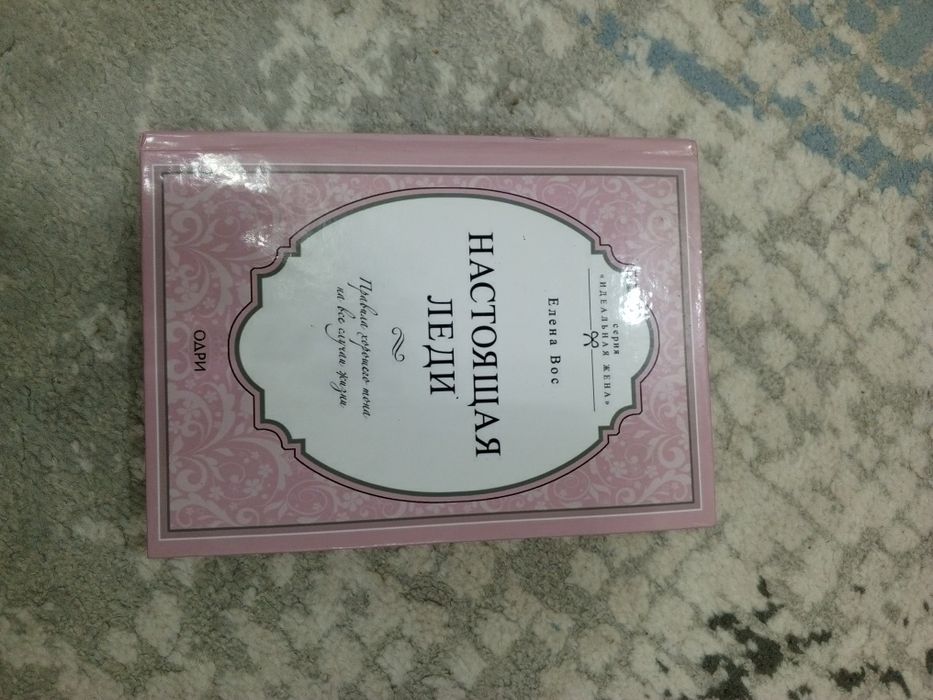 серия
«ИДЕАЛЬНАЯ ЖЕНА»
Елена Вос
НАСТОЯЩАЯ
ЛЕДИ
Правила хорошего тона
на все случаи жизни
ОДРИ